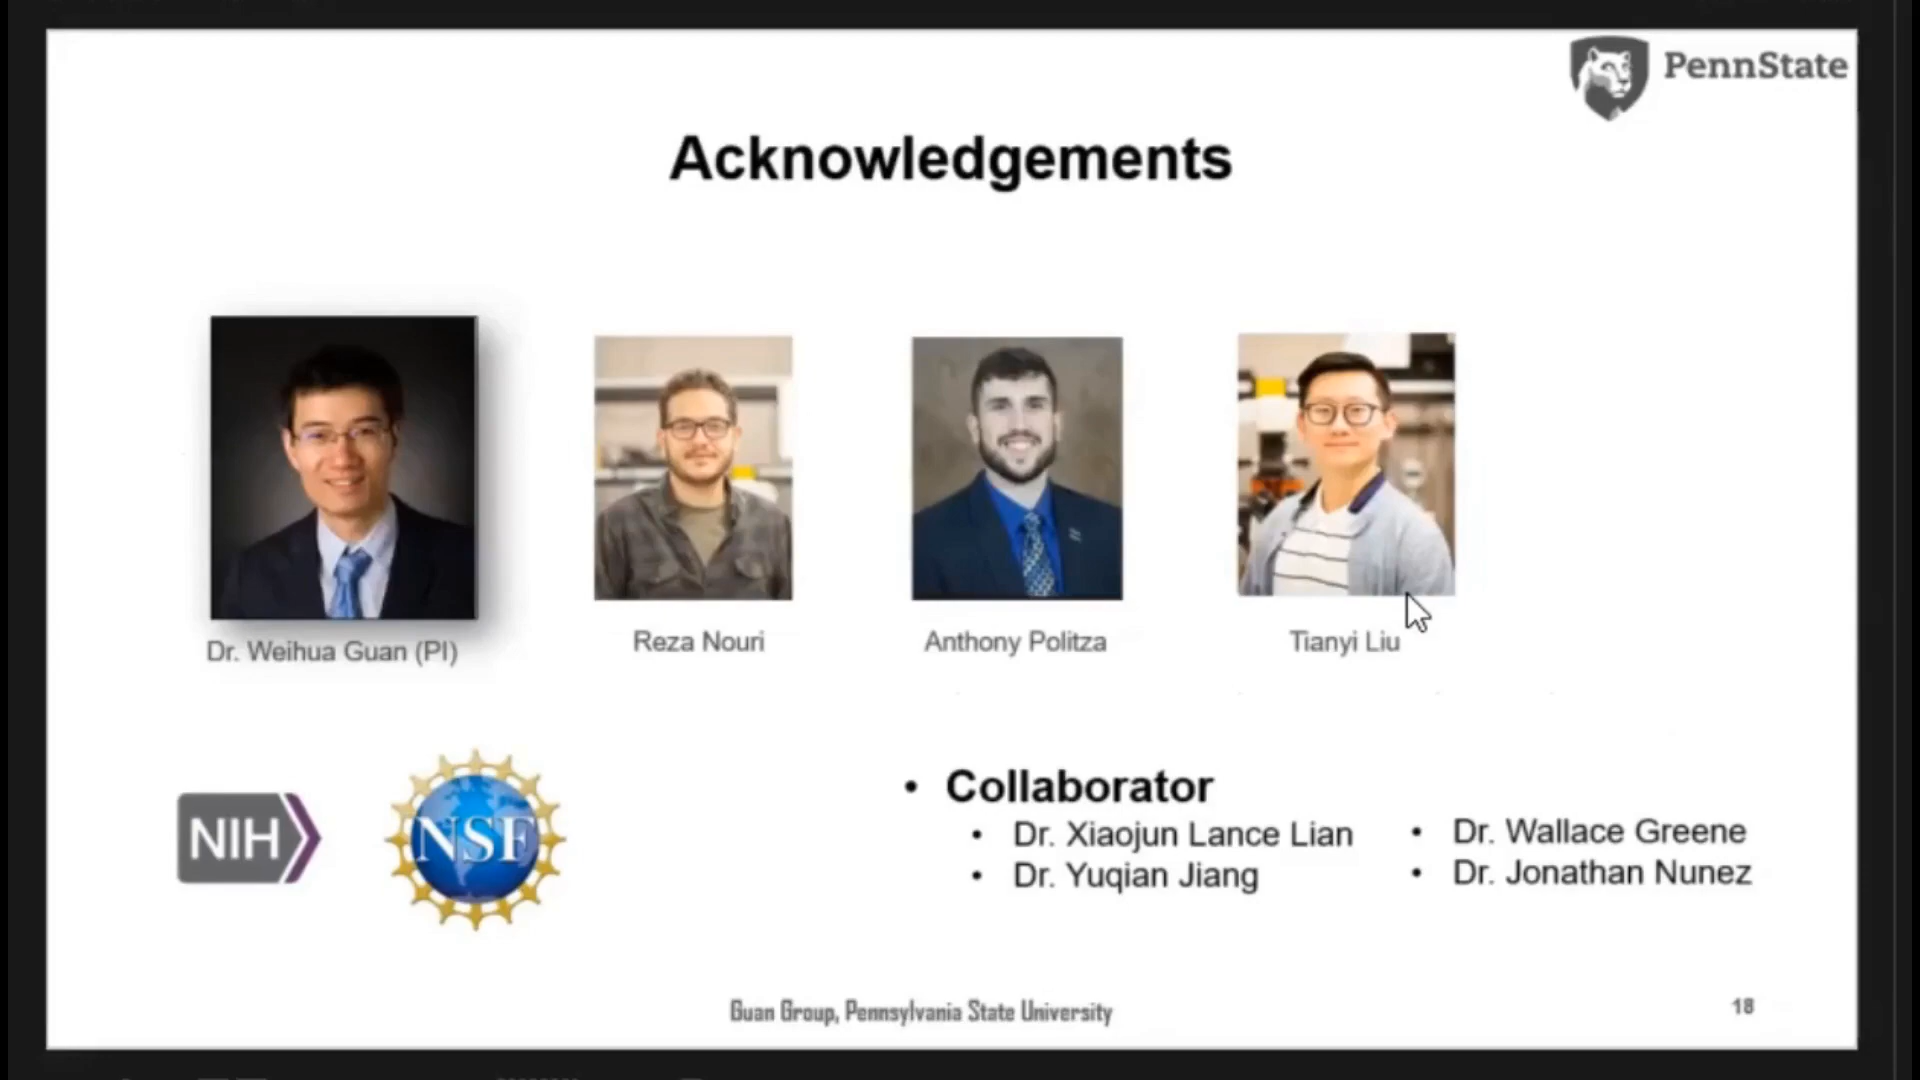 PennState
Acknowledgements
Dr. Weihua Guan (PI)
Reza Nouri
Anthony Politza
Tianyi Liu
NIH
NSF
• Collaborator
• Dr. Xiaojun Lance Lian
• Dr. Yuqian Jiang
• Dr. Wallace Greene
• Dr. Jonathan Nunez
Guan Group, Pennsylvania State University
18